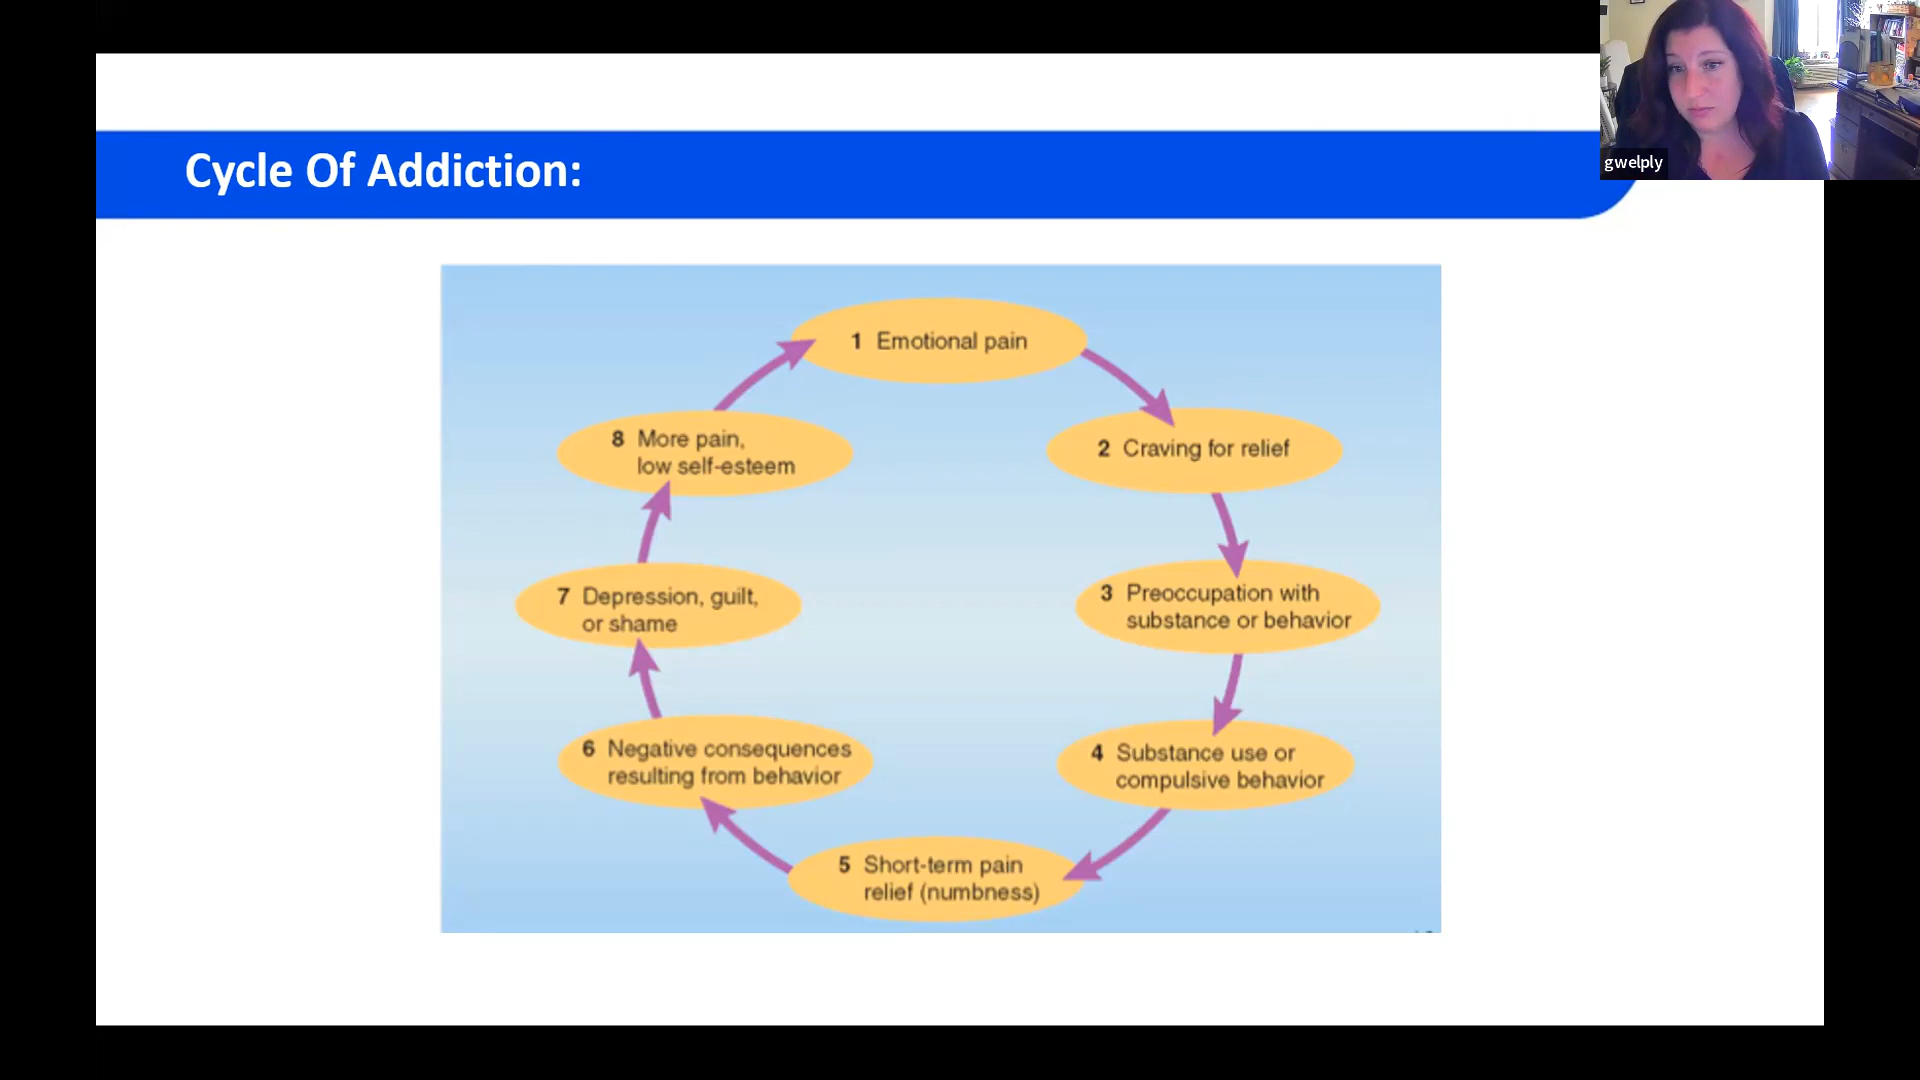 Cycle Of Addiction:
gwelply
1 Emotional pain
2 Craving for relief
3 Preoccupation with
substance or behavior
4 Substance use or
compulsive behavior
5 Short-term pain
relief (numbness)
6 Negative consequences
resulting from behavior
7 Depression, guilt,
or shame
8 More pain,
low self-esteem